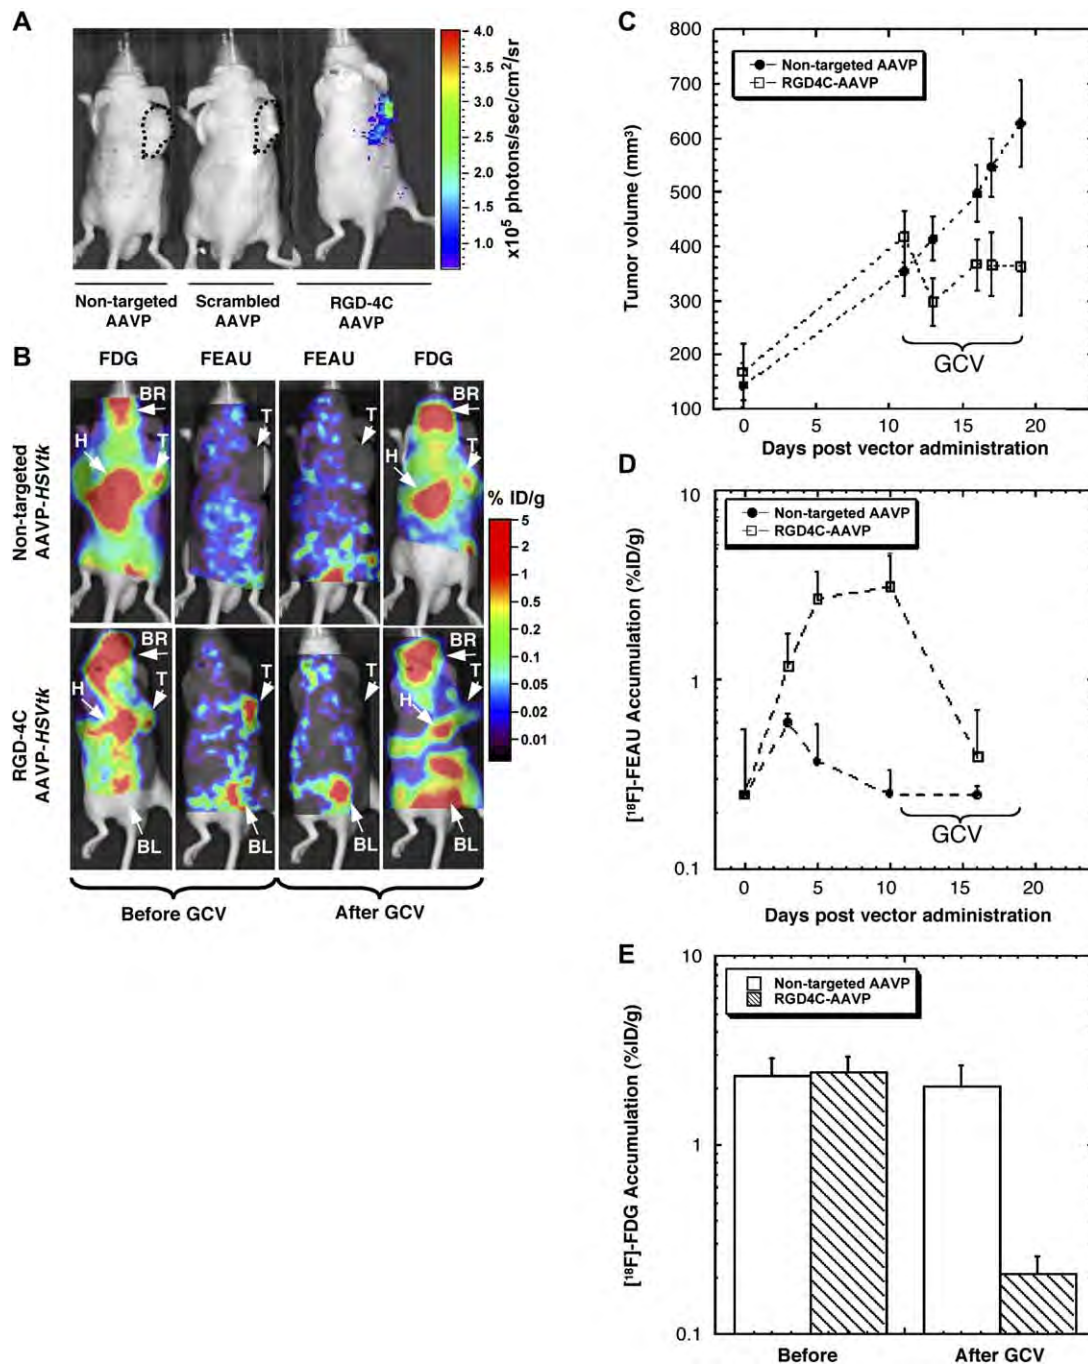 A
4.0
3.0
2.0
1.0
x10⁵ photons/sec/cm²/sr
Non-targeted
AAVP
Scrambled
AAVP
RGD-4C
AAVP
B
FDG
FEAU
FEAU
FDG
Non-targeted
AAVP-HSVtk
BR
H
T
T
T
BR
H
T
RGD-4C
AAVP-HSVtk
BR
H
T
BL
T
BL
T
BL
BR
T
H
BL
% ID/g
5
2
1
0.5
0.2
0.1
0.05
0.02
0.01
Before GCV
After GCV
C
Non-targeted AAVP
RGD4C-AAVP
Tumor volume (mm³)
800
700
600
500
400
300
200
100
GCV
0
5
10
15
20
Days post vector administration
D
Non-targeted AAVP
RGD4C-AAVP
[¹⁸F]-FEAU Accumulation (%ID/g)
10
1
0.1
GCV
0
5
10
15
20
Days post vector administration
E
Non-targeted AAVP
RGD4C-AAVP
[¹⁸F]-FDG Accumulation (%ID/g)
10
1
0.1
Before
After GCV